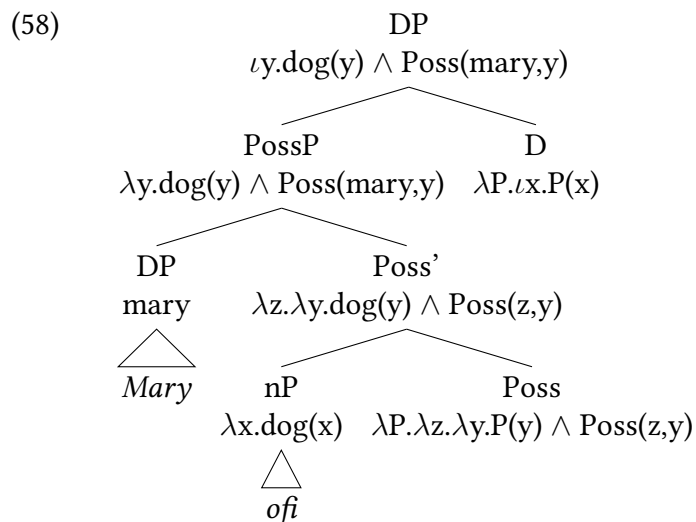 (58) DP
ιy.dog(y) ∧ Poss(mary,y)
PossP D
λy.dog(y) ∧ Poss(mary,y) λP.ιx.P(x)
DP Poss’
mary λz.λy.dog(y) ∧ Poss(z,y)
Mary nP Poss
λx.dog(x) λP.λz.λy.P(y) ∧ Poss(z,y)
ofi